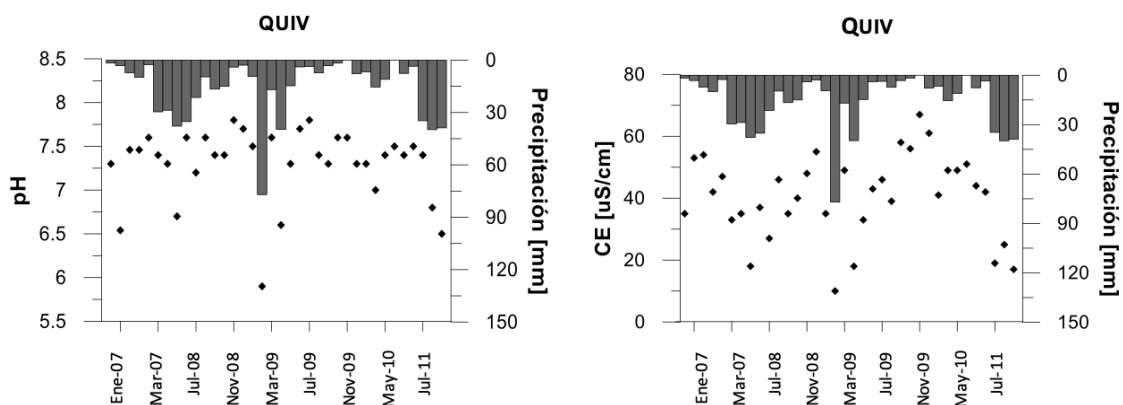 QUIV
8.5
8
7.5
7
6.5
6
5.5
pH
0
30
60
90
120
150
Precipitación [mm]
Ene-07
Mar-07
Jul-08
Nov-08
Mar-09
Jul-09
Nov-09
May-10
Jul-11
QUIV
80
60
40
20
0
CE [uS/cm]
0
30
60
90
120
150
Precipitación [mm]
Ene-07
Mar-07
Jul-08
Nov-08
Mar-09
Jul-09
Nov-09
May-10
Jul-11